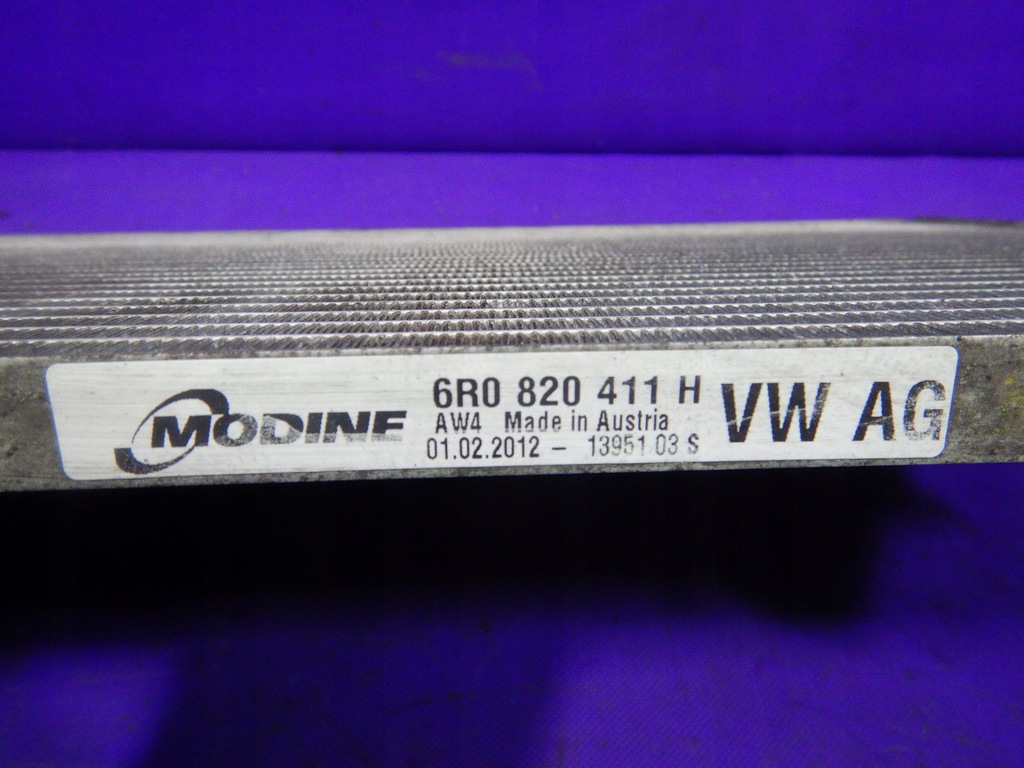 MODINE
6R0 820 411 H
AW4 Made in Austria
01.02.2012 - 13951 03 S
VW AG